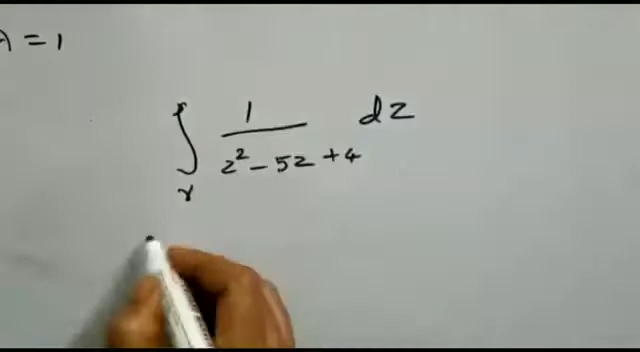 A = 1
∫γ 1/(z² - 5z + 4) dz